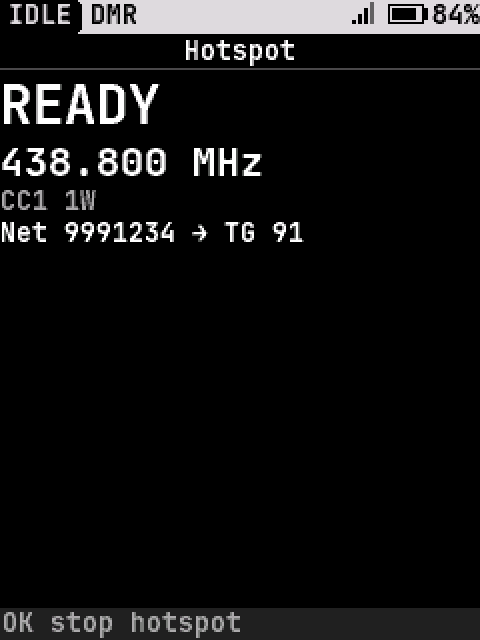 IDLE DMR 84%
Hotspot
READY
438.800 MHz
CC1 1W
Net 9991234 → TG 91
OK stop hotspot